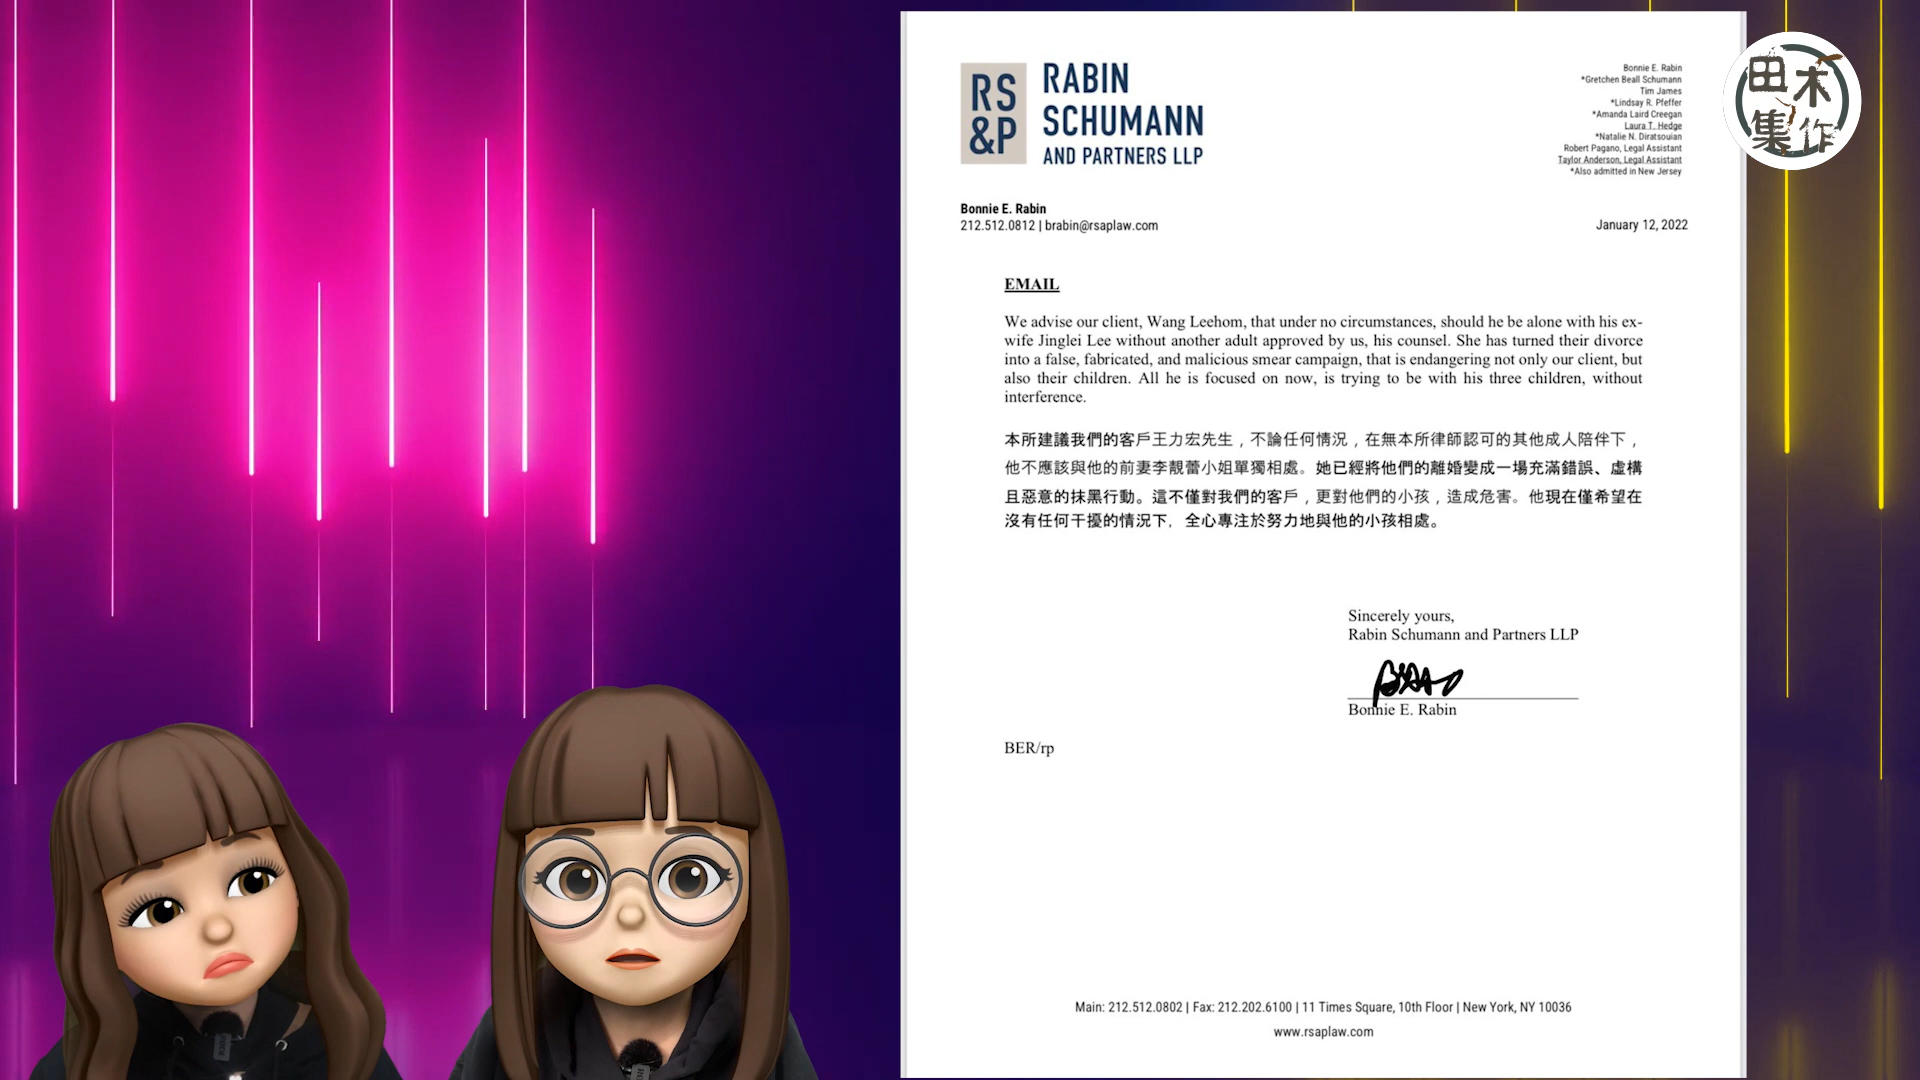 RS
&P
RABIN
SCHUMANN
AND PARTNERS LLP
Bonnie E. Rabin
*Gretchen Beall Schumann
Tim James
*Lindsay R. Pfeffer
*Amanda Laird Creegan
Laura T. Hedge
*Natalie N. Diratsouian
Robert Pagano, Legal Assistant
Taylor Anderson, Legal Assistant
*Also admitted in New Jersey
田木
集作
Bonnie E. Rabin
212.512.0812 | brabin@rsaplaw.com
January 12, 2022
EMAIL
We advise our client, Wang Leehom, that under no circumstances, should he be alone with his ex-
wife Jinglei Lee without another adult approved by us, his counsel. She has turned their divorce
into a false, fabricated, and malicious smear campaign, that is endangering not only our client, but
also their children. All he is focused on now, is trying to be with his three children, without
interference.
本所建議我們的客戶王力宏先生，不論任何情況，在無本所律師認可的其他成人陪伴下，
他不應該與他的前妻李靚蕾小姐單獨相處。她已經將他們的離婚變成一場充滿錯誤、虛構
且惡意的抹黑行動。這不僅對我們的客戶，更對他們的小孩，造成危害。他現在僅希望在
沒有任何干擾的情況下，全心專注於努力地與他的小孩相處。
Sincerely yours,
Rabin Schumann and Partners LLP
Bonnie E. Rabin
BER/rp
Main: 212.512.0802 | Fax: 212.202.6100 | 11 Times Square, 10th Floor | New York, NY 10036
www.rsaplaw.com